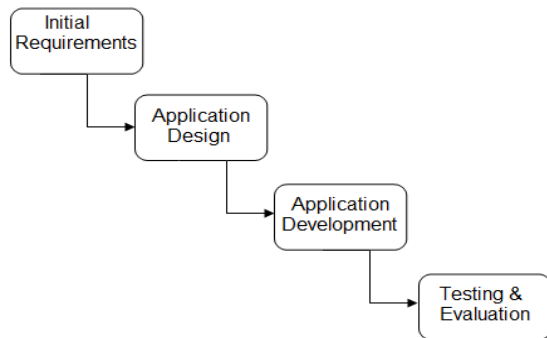 Initial
Requirements
Application
Design
Application
Development
Testing &
Evaluation